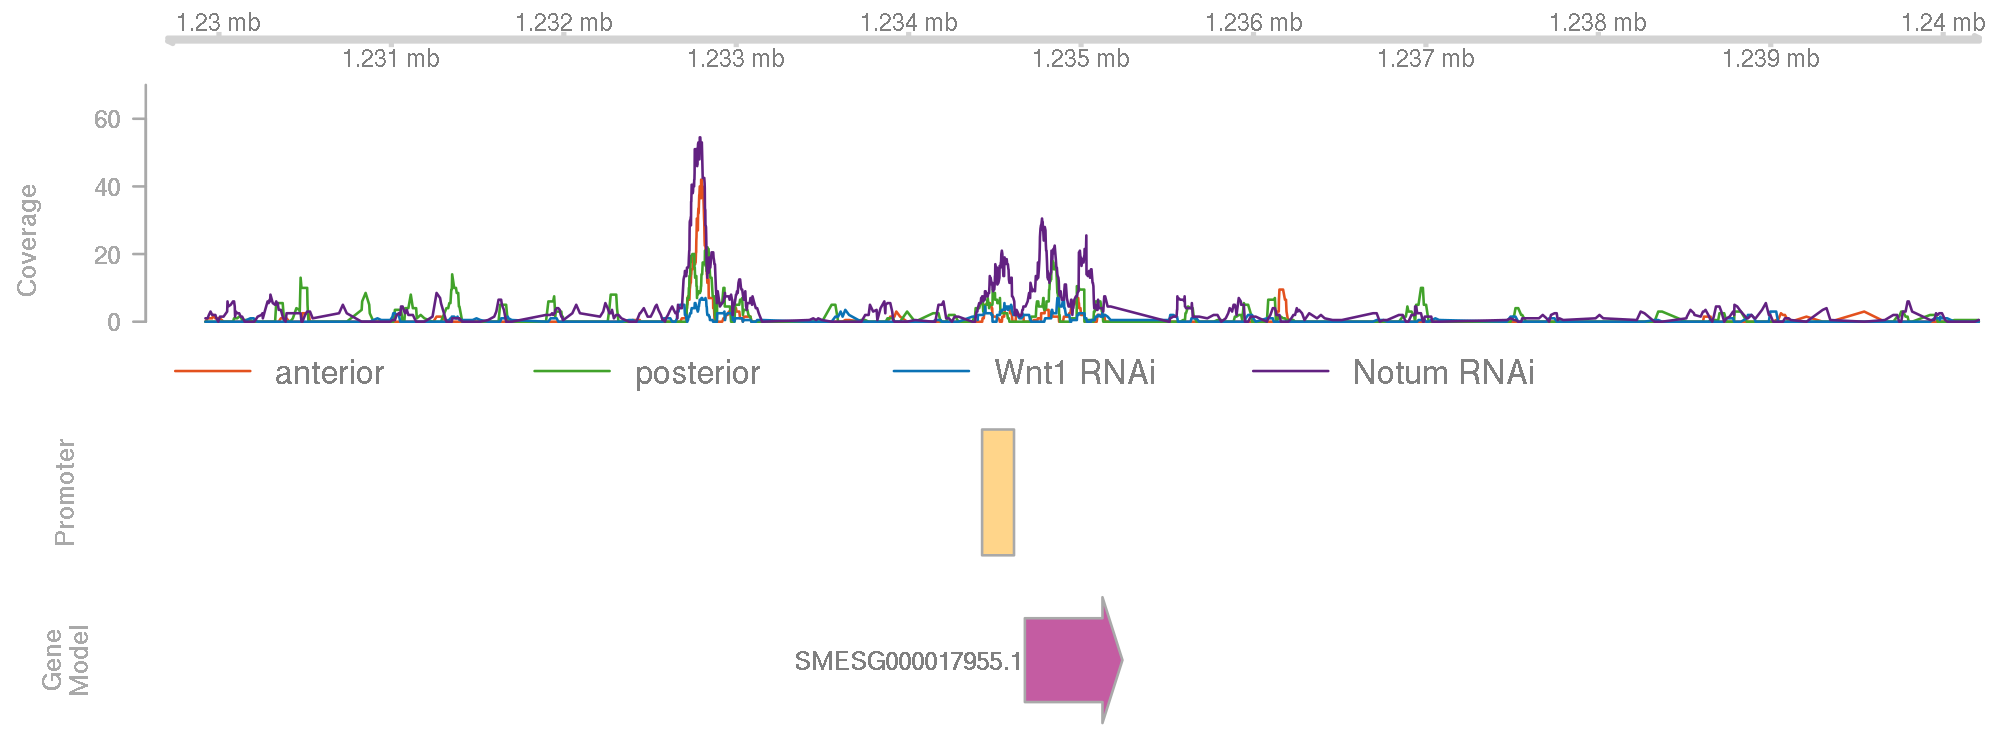 1.23 mb 1.232 mb 1.234 mb 1.236 mb 1.238 mb 1.24 mb
1.231 mb 1.233 mb 1.235 mb 1.237 mb 1.239 mb
Coverage
60
40
20
0
anterior posterior Wnt1 RNAi Notum RNAi
Promoter
Gene
Model
SMESG000017955.1